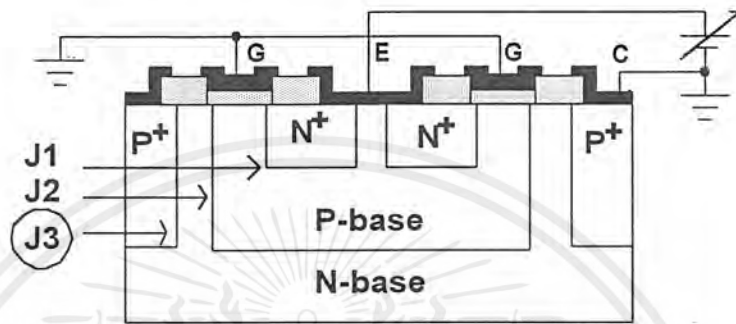 G E G C
P+ N+ N+ P+
J1
J2
P-base
J3
N-base